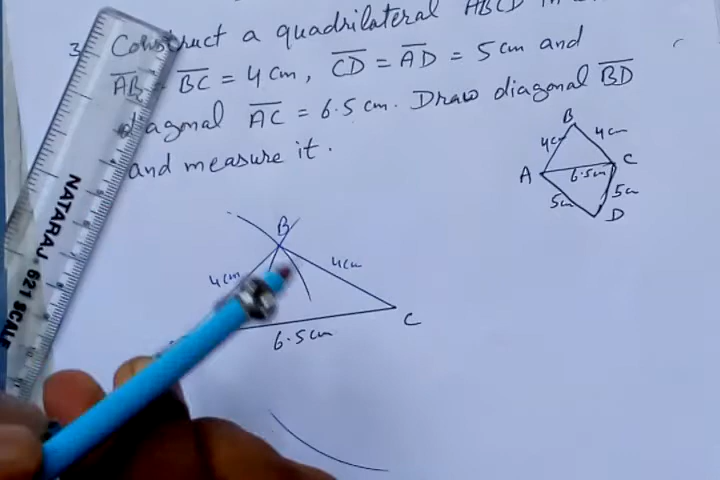 3. Construct a quadrilateral ABCD
AB = BC = 4 cm, CD = AD = 5 cm and
diagonal AC = 6.5 cm. Draw diagonal BD
and measure it.
B
4cm
4cm
A
6.5cm
C
5cm
5cm
D
B
4cm
4cm
C
6.5cm
NATARAJ. 621 SCALE